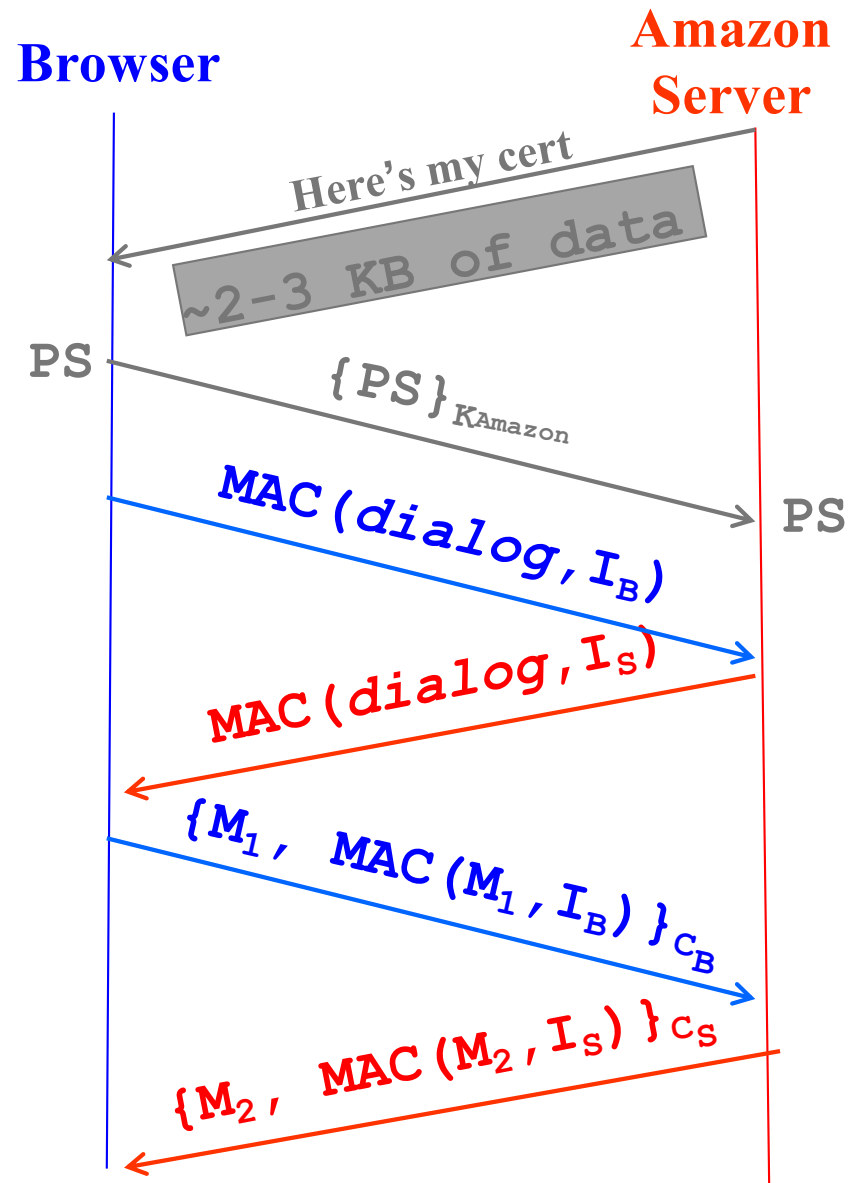 Browser
Amazon
Server
Here’s my cert
~2-3 KB of data
PS
{PS}KAmazon
PS
MAC(dialog,IB)
MAC(dialog,IS)
{M1, MAC(M1,IB)}CB
{M2, MAC(M2,IS)}CS